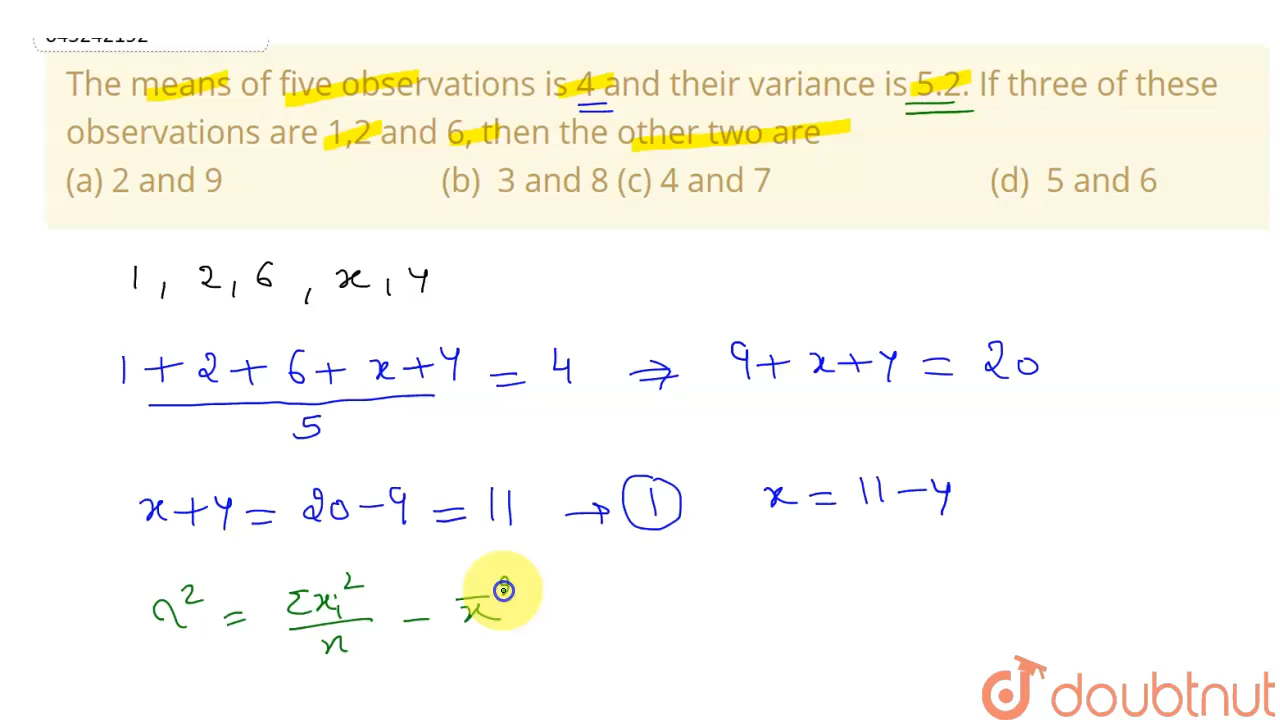 The means of five observations is 4 and their variance is 5.2. If three of these
observations are 1,2 and 6, then the other two are
(a) 2 and 9 (b) 3 and 8 (c) 4 and 7 (d) 5 and 6
1, 2, 6, x, y
1 + 2 + 6 + x + y / 5 = 4 ⇒ 9 + x + y = 20
x + y = 20 - 9 = 11 → 1 x = 11 - y
2 = Σxi2 / n - x̄
doubtnut